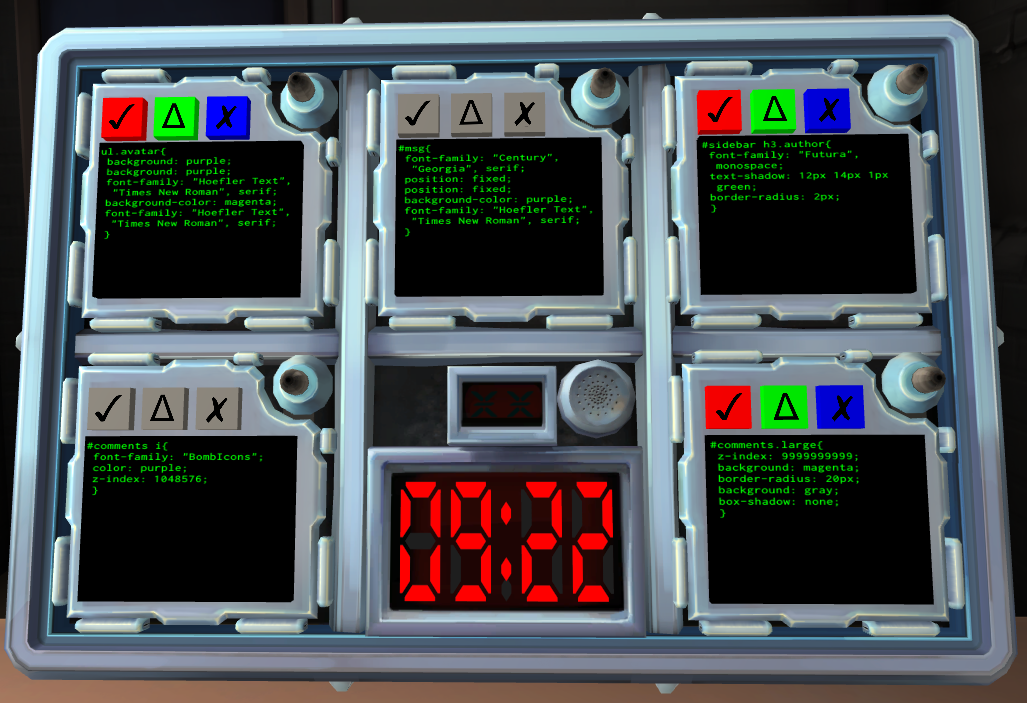 ✓ Δ ✗
ul.avatar{
background: purple;
background: purple;
font-family: "Hoefler Text",
"Times New Roman", serif;
background-color: magenta;
font-family: "Hoefler Text",
"Times New Roman", serif;
}
✓ Δ ✗
#msg{
font-family: "Century",
"Georgia", serif;
position: fixed;
position: fixed;
background-color: purple;
font-family: "Hoefler Text",
"Times New Roman", serif;
}
✓ Δ ✗
#sidebar h3.author{
font-family: "Futura",
monospace;
text-shadow: 12px 14px 1px
green;
border-radius: 2px;
}
✓ Δ ✗
#comments i{
font-family: "BombIcons";
color: purple;
z-index: 1048576;
}
09:22
✓ Δ ✗
#comments.large{
z-index: 9999999999;
background: magenta;
border-radius: 20px;
background: gray;
box-shadow: none;
}